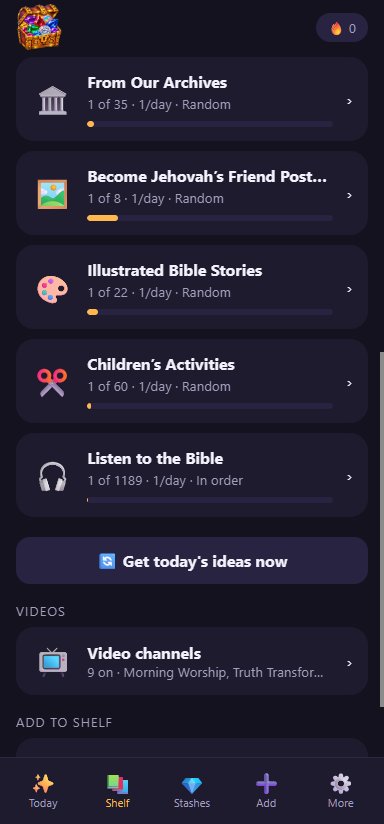 0
From Our Archives
1 of 35 · 1/day · Random
›
Become Jehovah’s Friend Post...
1 of 8 · 1/day · Random
›
Illustrated Bible Stories
1 of 22 · 1/day · Random
›
Children’s Activities
1 of 60 · 1/day · Random
›
Listen to the Bible
1 of 1189 · 1/day · In order
›
Get today's ideas now
VIDEOS
Video channels
9 on · Morning Worship, Truth Transfor...
›
ADD TO SHELF
Today Shelf Stashes Add More